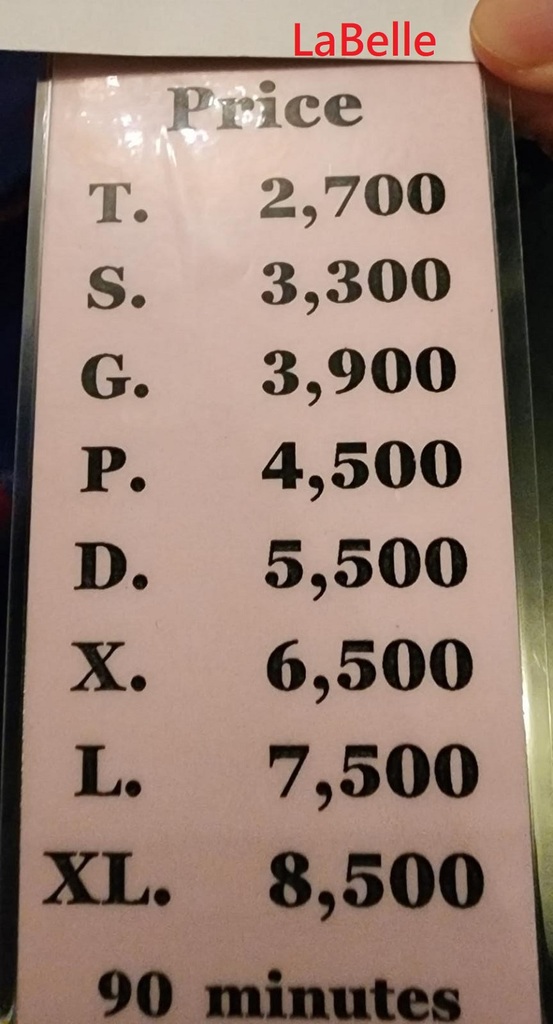 LaBelle
Price
T. 2,700
S. 3,300
G. 3,900
P. 4,500
D. 5,500
X. 6,500
L. 7,500
XL. 8,500
90 minutes